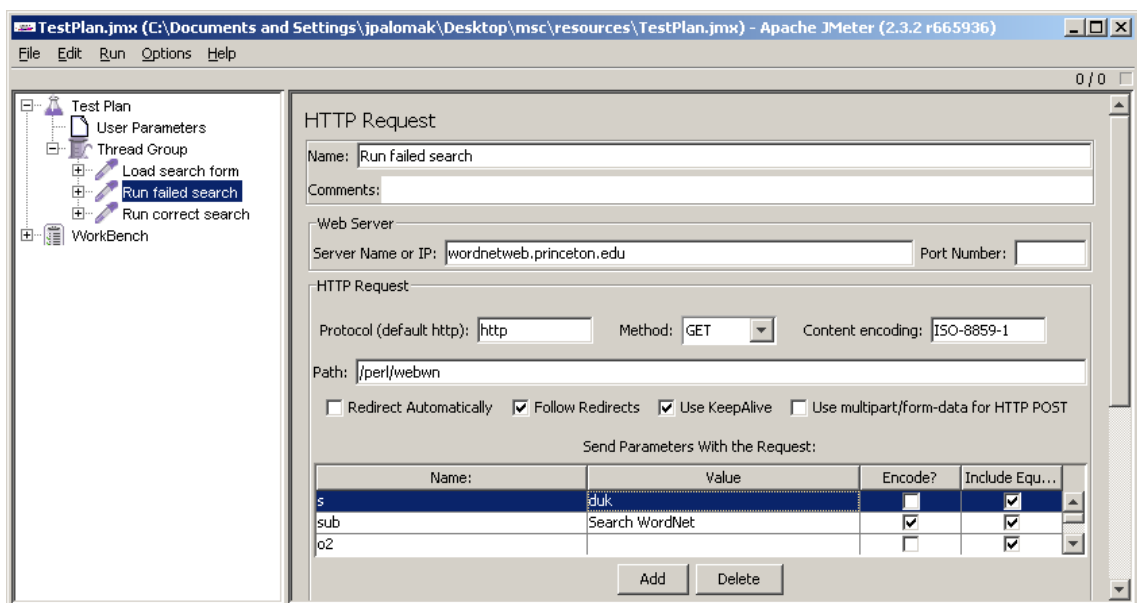 TestPlan.jmx (C:\Documents and Settings\jpalomak\Desktop\msc\resources\TestPlan.jmx) - Apache JMeter (2.3.2 r665936)
File Edit Run Options Help
0 / 0
Test Plan
User Parameters
Thread Group
Load search form
Run failed search
Run correct search
WorkBench
HTTP Request
Name: Run failed search
Comments:
Web Server
Server Name or IP: wordnetweb.princeton.edu Port Number:
HTTP Request
Protocol (default http): http Method: GET Content encoding: ISO-8859-1
Path: /perl/webwn
Redirect Automatically Follow Redirects Use KeepAlive Use multipart/form-data for HTTP POST
Send Parameters With the Request:
Name: Value Encode? Include Equ...
s duk
sub Search WordNet
o2
Add Delete